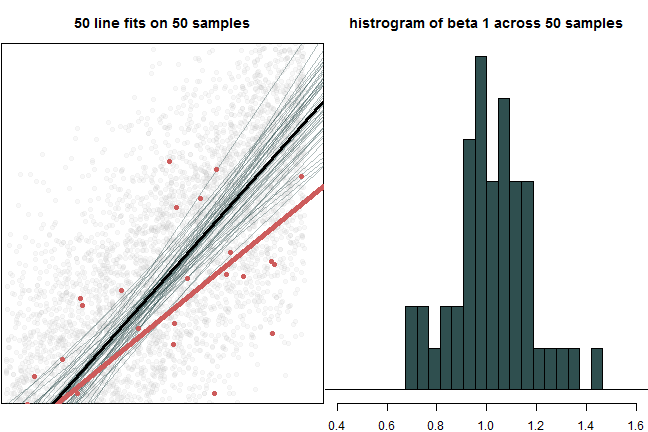 50 line fits on 50 samples
histrogram of beta 1 across 50 samples
0.4 0.6 0.8 1.0 1.2 1.4 1.6